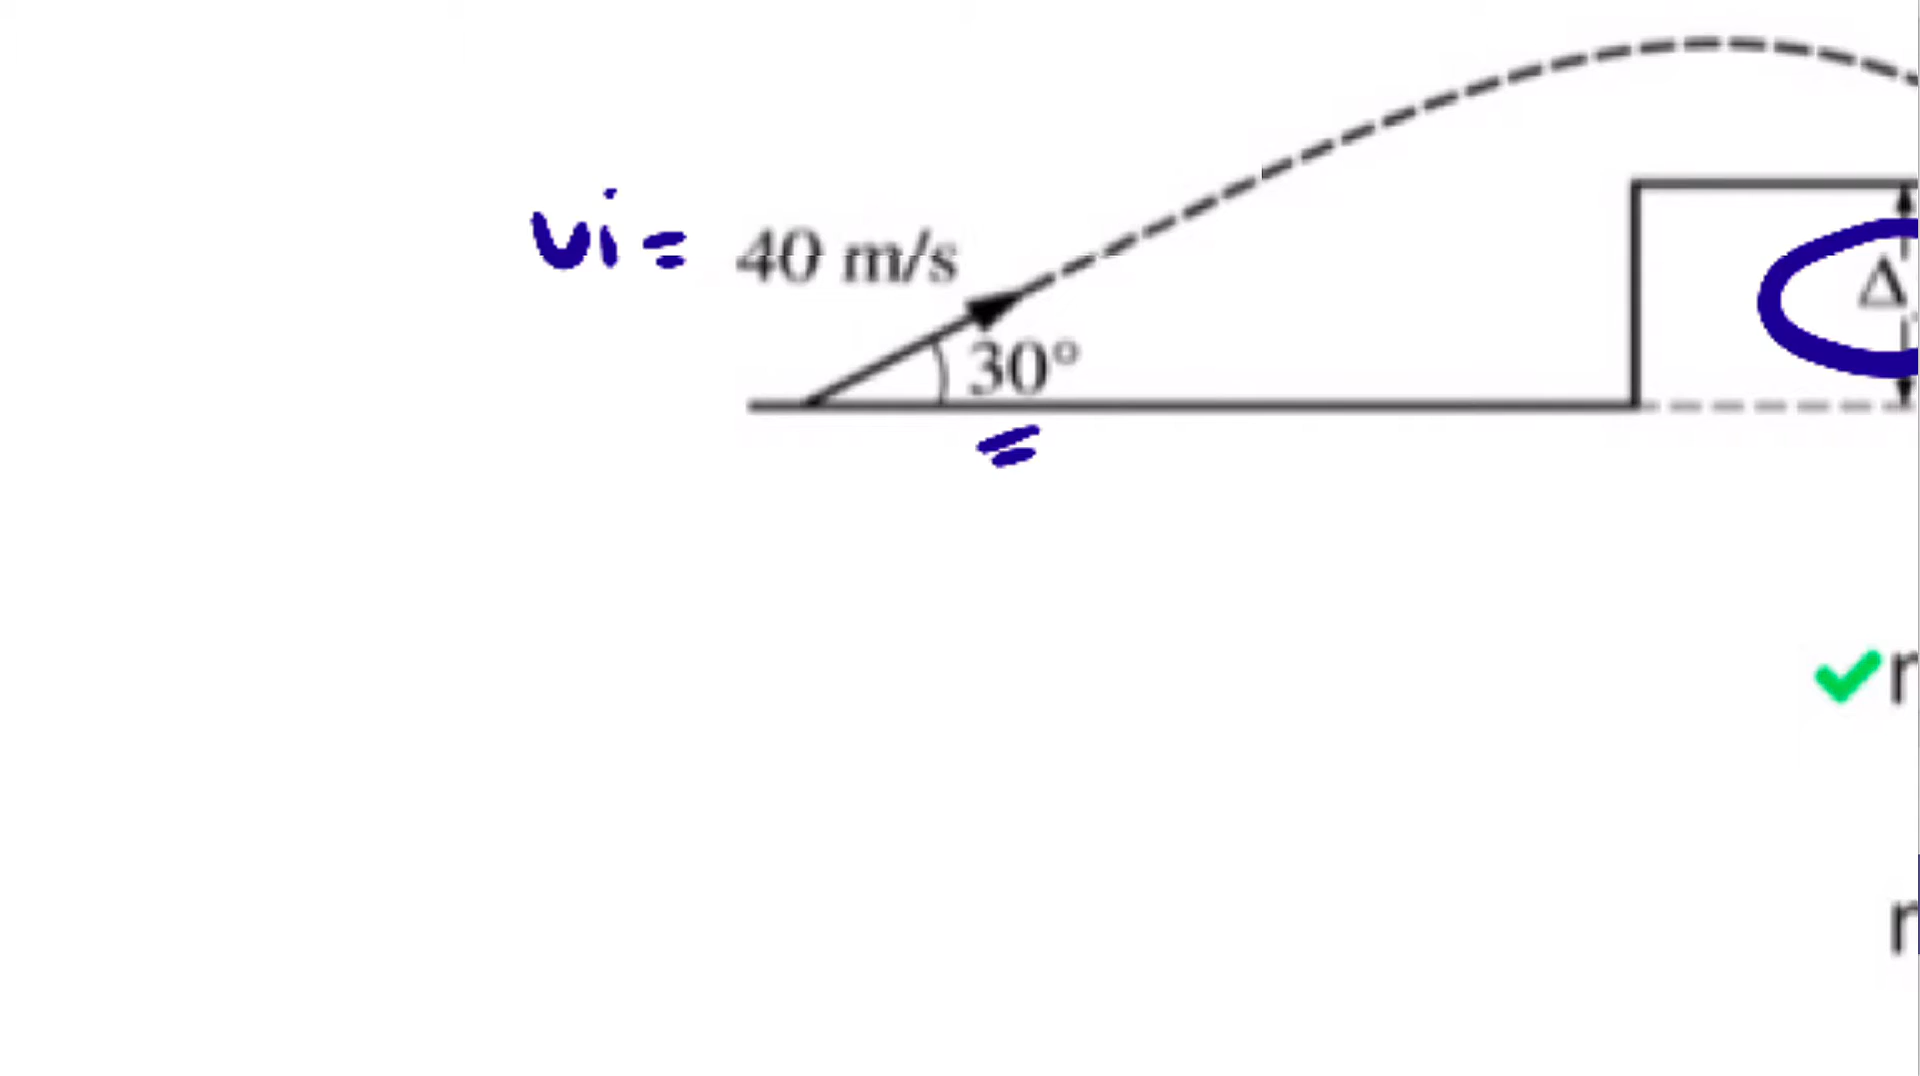 vi = 40 m/s
Δ
30°
=
r
r